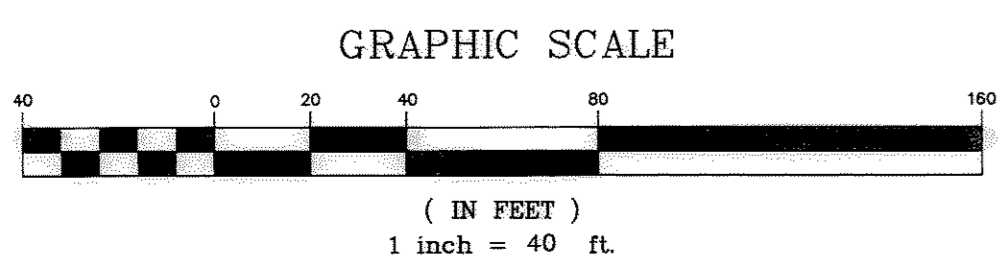 GRAPHIC SCALE
40 0 20 40 80 160
( IN FEET )
1 inch = 40 ft.